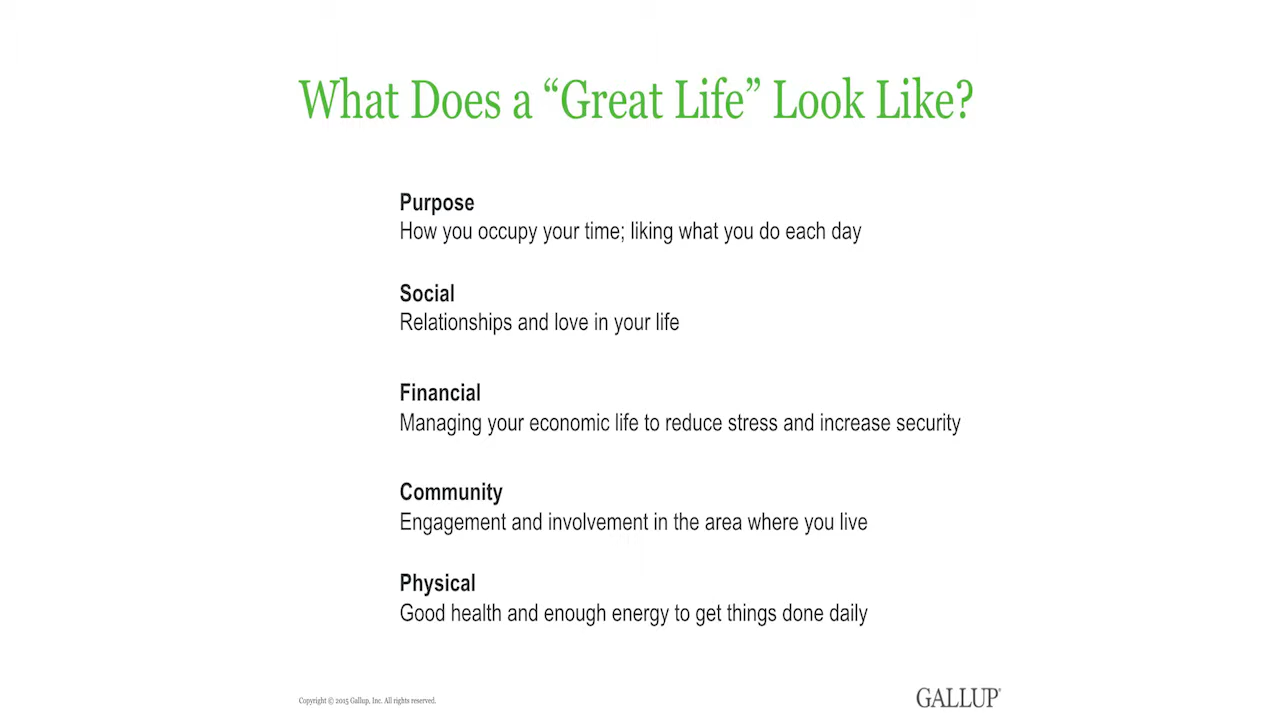 What Does a “Great Life” Look Like?
Purpose
How you occupy your time; liking what you do each day
Social
Relationships and love in your life
Financial
Managing your economic life to reduce stress and increase security
Community
Engagement and involvement in the area where you live
Physical
Good health and enough energy to get things done daily
Copyright © 2015 Gallup, Inc. All rights reserved.
GALLUP®